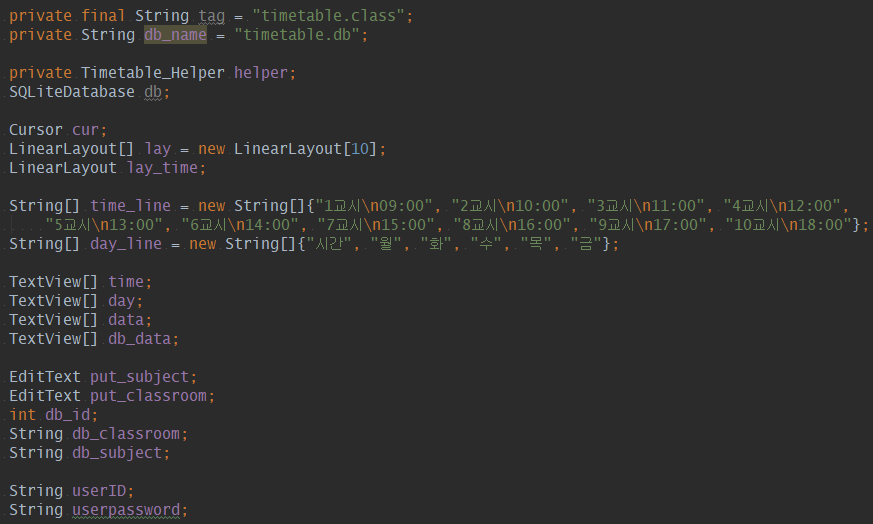 private final String tag = "timetable.class";
private String db_name = "timetable.db";
private Timetable_Helper helper;
SQLiteDatabase db;
Cursor cur;
LinearLayout[] lay = new LinearLayout[10];
LinearLayout lay_time;
String[] time_line = new String[]{"1교시\n09:00", "2교시\n10:00", "3교시\n11:00", "4교시\n12:00",
"5교시\n13:00", "6교시\n14:00", "7교시\n15:00", "8교시\n16:00", "9교시\n17:00", "10교시\n18:00"};
String[] day_line = new String[]{"시간", "월", "화", "수", "목", "금"};
TextView[] time;
TextView[] day;
TextView[] data;
TextView[] db_data;
EditText put_subject;
EditText put_classroom;
int db_id;
String db_classroom;
String db_subject;
String userID;
String userpassword;